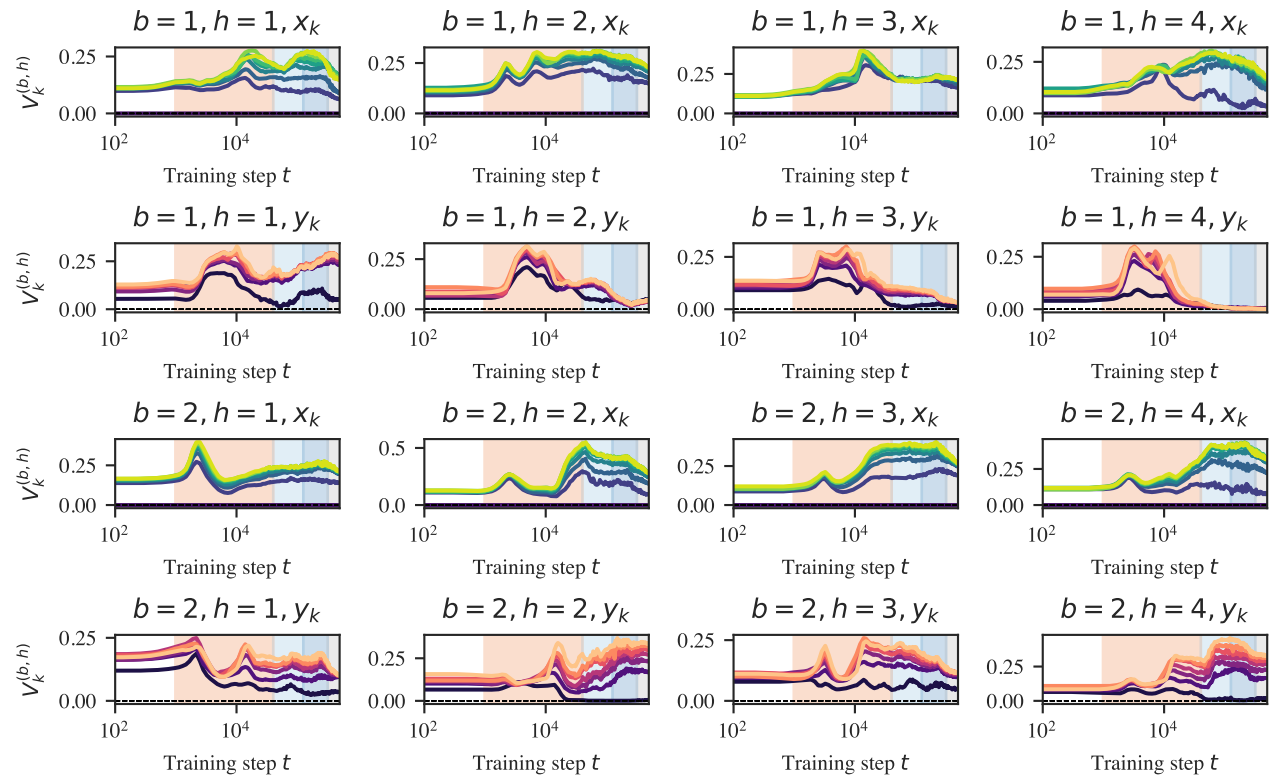 b = 1, h = 1, x_k b = 1, h = 2, x_k b = 1, h = 3, x_k b = 1, h = 4, x_k
V_k^{(b,h)} 0.25 0.00 0.25 0.00 0.25 0.00 0.25 0.00
10^2 10^4 10^2 10^4 10^2 10^4 10^2 10^4
Training step t Training step t Training step t Training step t
b = 1, h = 1, y_k b = 1, h = 2, y_k b = 1, h = 3, y_k b = 1, h = 4, y_k
V_k^{(b,h)} 0.25 0.00 0.25 0.00 0.25 0.00 0.25 0.00
10^2 10^4 10^2 10^4 10^2 10^4 10^2 10^4
Training step t Training step t Training step t Training step t
b = 2, h = 1, x_k b = 2, h = 2, x_k b = 2, h = 3, x_k b = 2, h = 4, x_k
V_k^{(b,h)} 0.25 0.00 0.5 0.0 0.25 0.00 0.25 0.00
10^2 10^4 10^2 10^4 10^2 10^4 10^2 10^4
Training step t Training step t Training step t Training step t
b = 2, h = 1, y_k b = 2, h = 2, y_k b = 2, h = 3, y_k b = 2, h = 4, y_k
V_k^{(b,h)} 0.25 0.00 0.25 0.00 0.25 0.00 0.25 0.00
10^2 10^4 10^2 10^4 10^2 10^4 10^2 10^4
Training step t Training step t Training step t Training step t